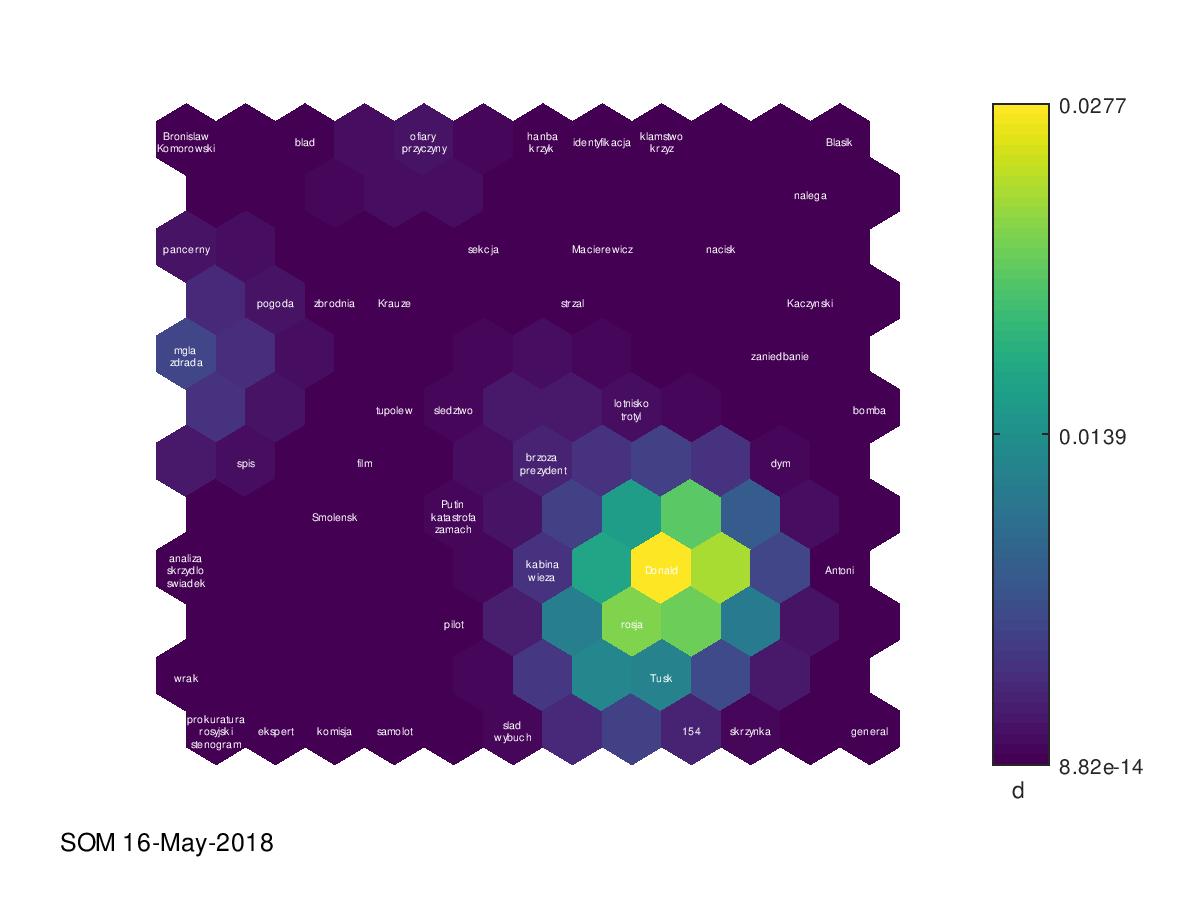 0.0277
Bronislaw
Komorowski
blad
ofiary
przyczyny
hanba
krzyk
identyfikacja
klamstwo
krzyz
Blasik
nalega
pancerny
sekcja
Macierewicz
nacisk
pogoda
zbrodnia
Krauze
strzal
Kaczynski
mgla
zdrada
zaniedbanie
tupolew
sledztwo
lotnisko
trotyl
bomba
0.0139
spis
film
brzoza
prezydent
dym
Smolensk
Putin
katastrofa
zamach
analiza
skrzydlo
swiadek
kabina
wieza
Donald
Antoni
pilot
rosja
wrak
Tusk
prokuratura
rosyjski
stenogram
ekspert
komisja
samolot
slad
wybuch
154
skrzynka
general
8.82e-14
d
SOM 16-May-2018